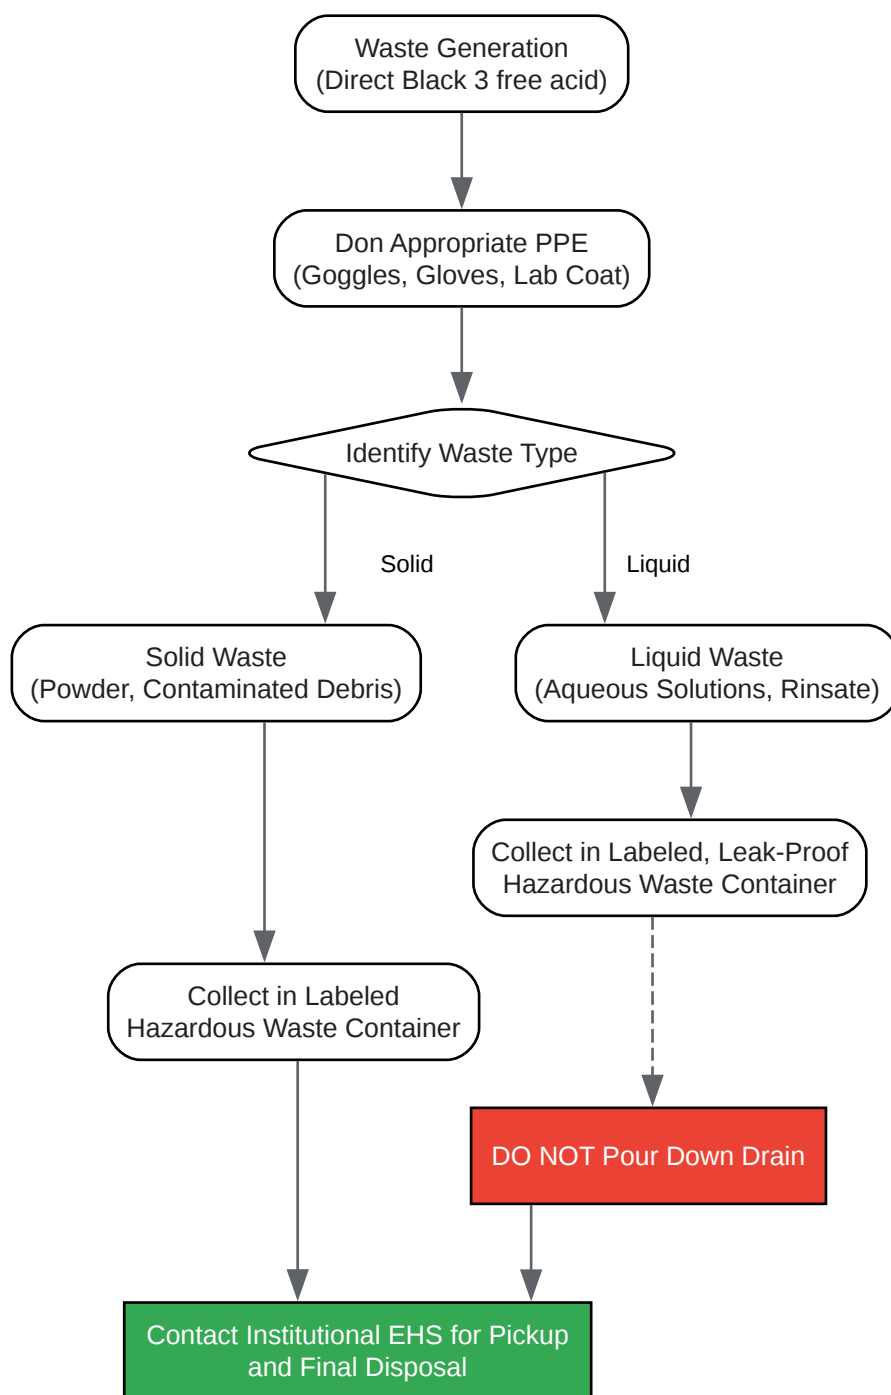 Waste Generation
(Direct Black 3 free acid)
Don Appropriate PPE
(Goggles, Gloves, Lab Coat)
Identify Waste Type
Solid
Liquid
Solid Waste
(Powder, Contaminated Debris)
Liquid Waste
(Aqueous Solutions, Rinsate)
Collect in Labeled, Leak-Proof
Hazardous Waste Container
Collect in Labeled
Hazardous Waste Container
DO NOT Pour Down Drain
Contact Institutional EHS for Pickup
and Final Disposal